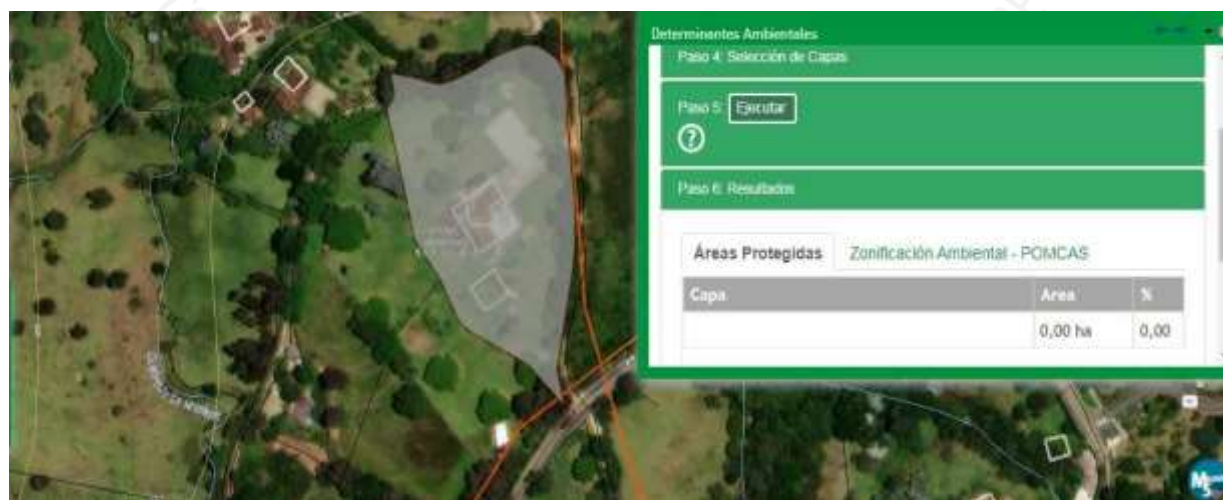 Determinantes Ambientales
Paso 4: Selección de Capas
Paso 5: Ejecutar
?
Paso 6: Resultados
Áreas Protegidas Zonificación Ambiental - POMCAS
Capa Area %
0,00 ha 0,00